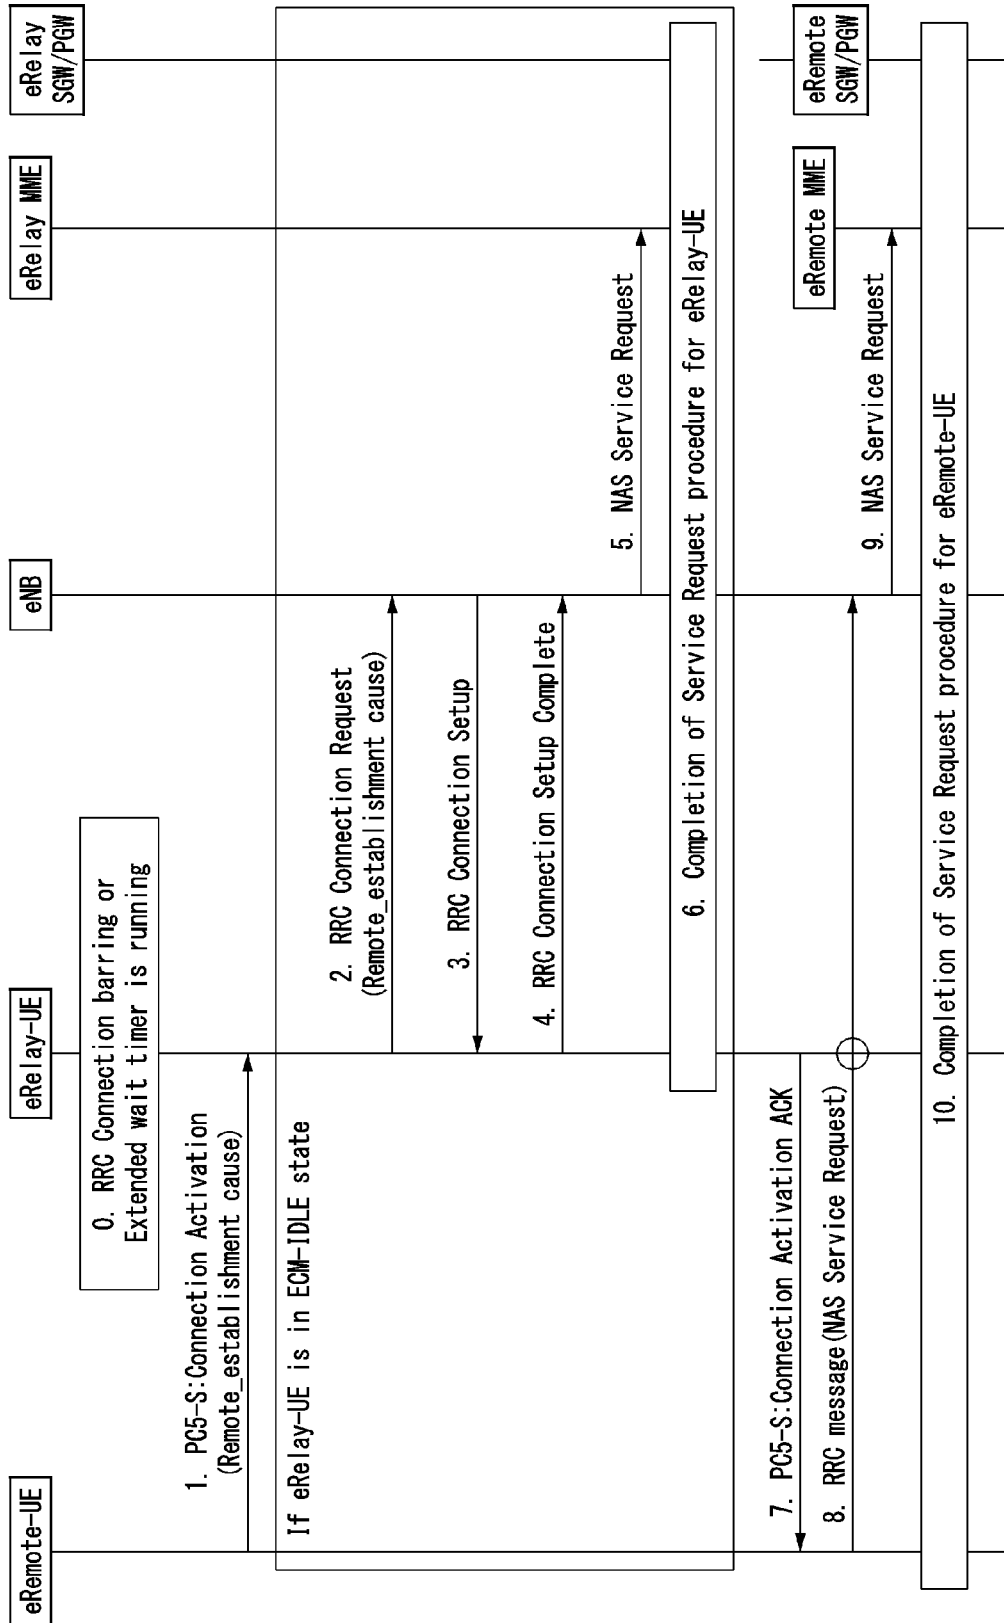 eRemote-UE
eRelay-UE
eNB
eRelay MME
eRelay
SGW/PGW
0. RRC Connection barring or
Extended wait timer is running
1. PC5-S:Connection Activation
(Remote_establishment cause)
If eRelay-UE is in ECM-IDLE state
2. RRC Connection Request
(Remote_establishment cause)
3. RRC Connection Setup
4. RRC Connection Setup Complete
5. NAS Service Request
6. Completion of Service Request procedure for eRelay-UE
7. PC5-S:Connection Activation ACK
eRemote MME
eRemote
SGW/PGW
8. RRC message(NAS Service Request)
9. NAS Service Request
10. Completion of Service Request procedure for eRemote-UE